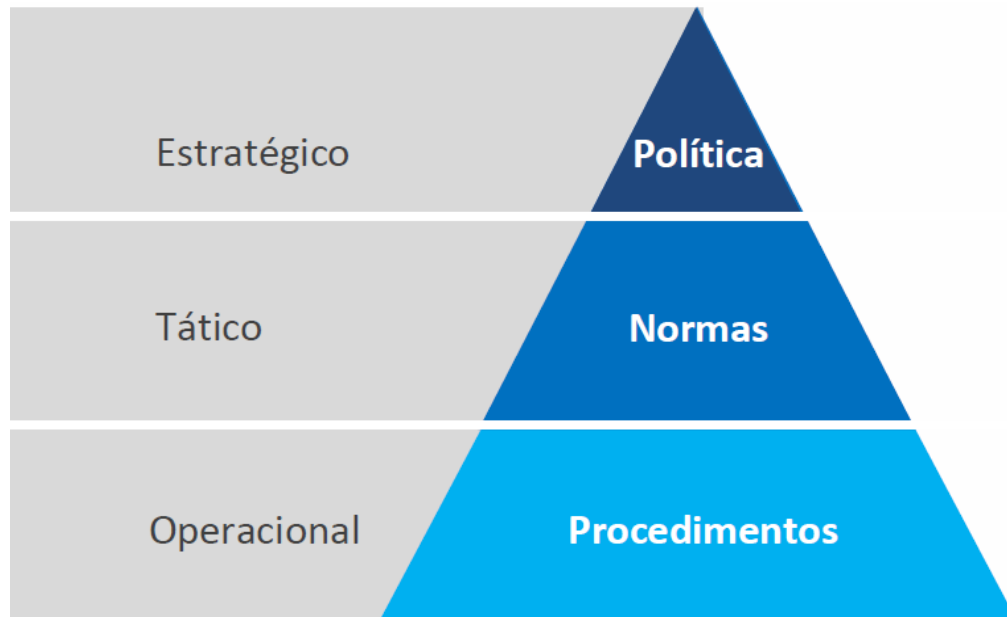 Estratégico
Política
Tático
Normas
Operacional
Procedimentos